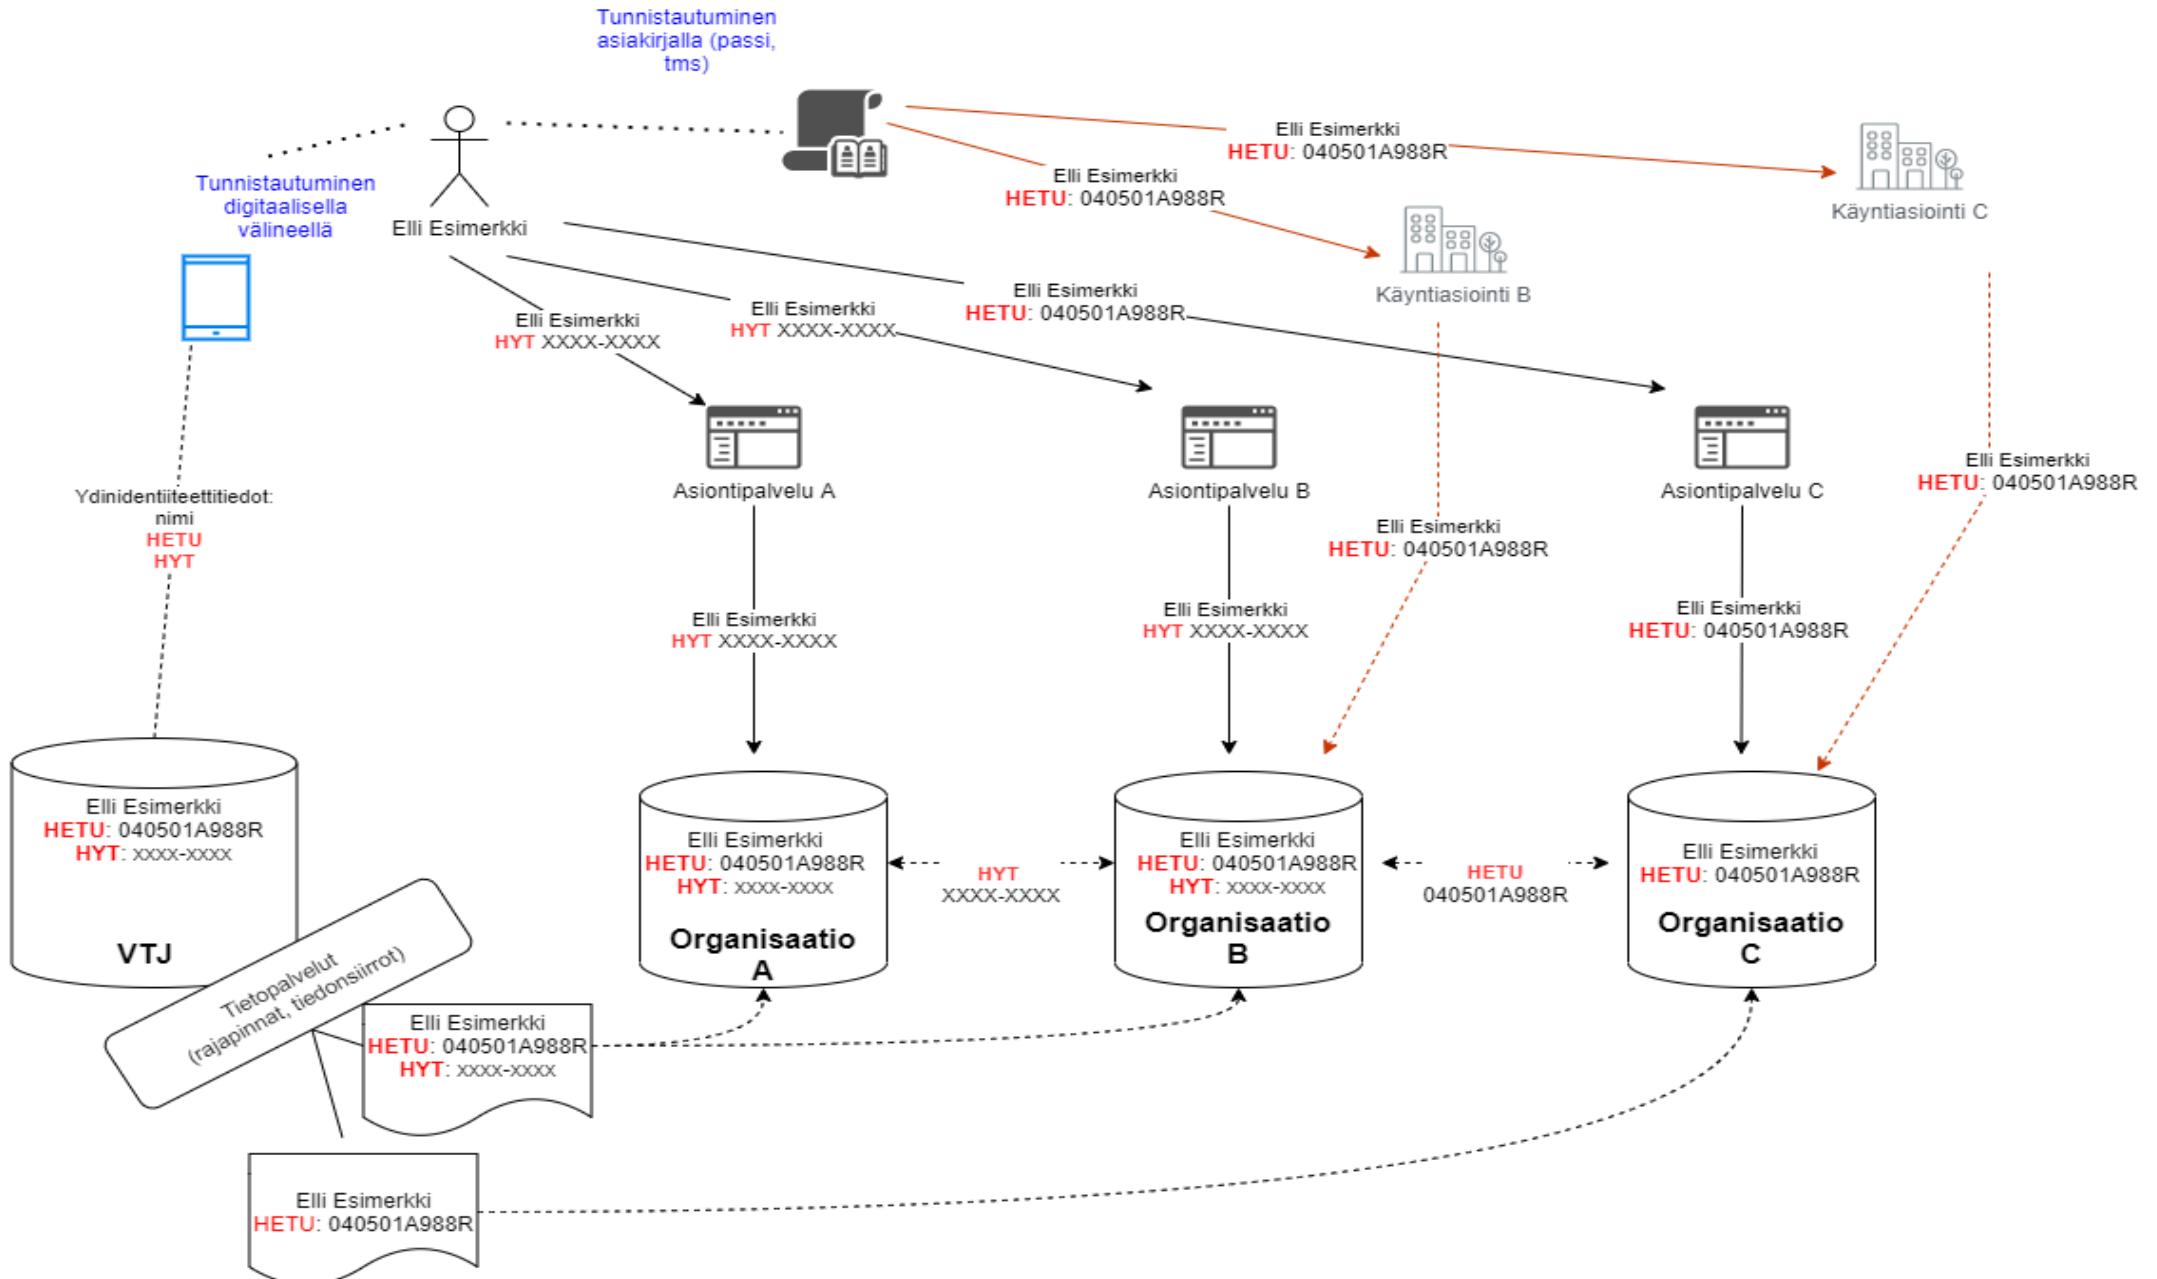 Tunnistautuminen
asiakirjalla (passi,
tms)
Elli Esimerkki
HETU: 040501A988R
Elli Esimerkki
HETU: 040501A988R
Käyntiasiointi C
Tunnistautuminen
digitaalisella
välineellä
Elli Esimerkki
Käyntiasiointi B
Elli Esimerkki
HETU: 040501A988R
Elli Esimerkki
HYT XXXX-XXXX
Elli Esimerkki
HYT XXXX-XXXX
Asiontipalvelu A
Asiontipalvelu B
Asiontipalvelu C
Elli Esimerkki
HETU: 040501A988R
Ydinidentiiteettitiedot:
nimi
HETU
HYT
Elli Esimerkki
HETU: 040501A988R
Elli Esimerkki
HYT XXXX-XXXX
Elli Esimerkki
HYT XXXX-XXXX
Elli Esimerkki
HETU: 040501A988R
Elli Esimerkki
HETU: 040501A988R
HYT: xxxx-xxxx
VTJ
Elli Esimerkki
HETU: 040501A988R
HYT: xxxx-xxxx
Organisaatio
A
HYT
XXXX-XXXX
Elli Esimerkki
HETU: 040501A988R
HYT: xxxx-xxxx
Organisaatio
B
HETU
040501A988R
Elli Esimerkki
HETU: 040501A988R
Organisaatio
C
Tietopalvelut
(rajapinnat, tiedonsiirrot)
Elli Esimerkki
HETU: 040501A988R
HYT: xxxx-xxxx
Elli Esimerkki
HETU: 040501A988R